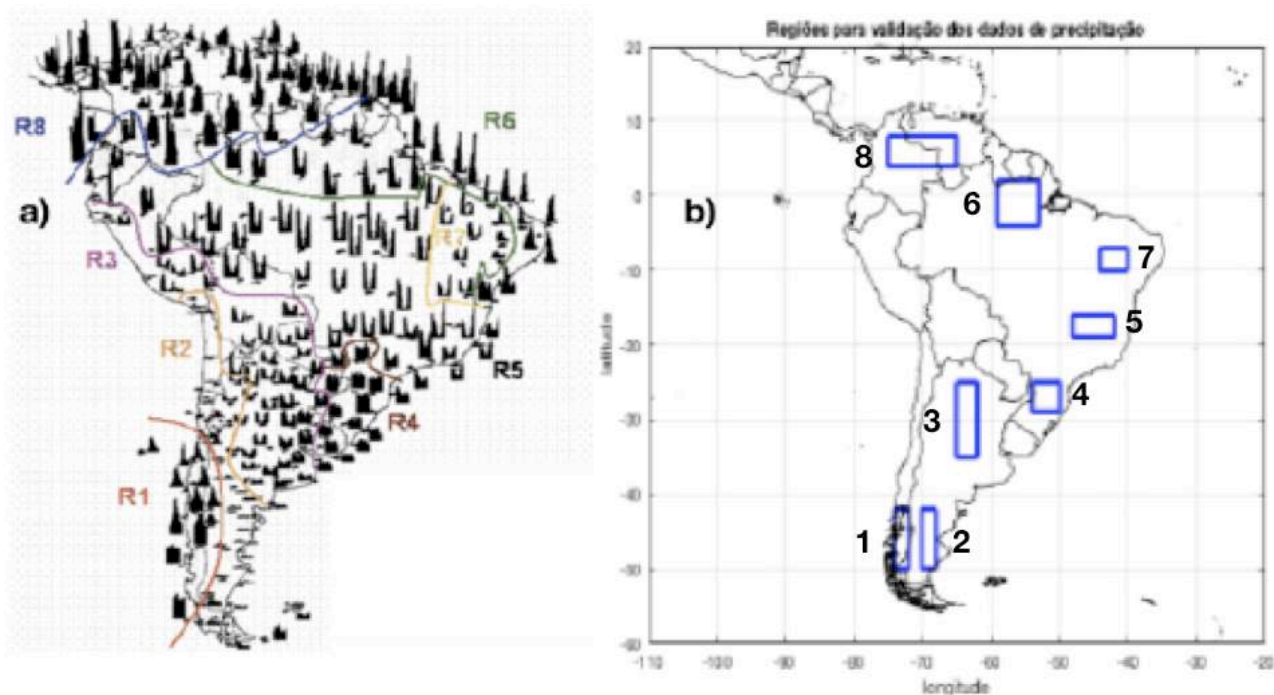 R8
R6
a)
R7
R3
R2
R5
R4
R1
Regiões para validação dos dados de precipitação
20
10
8
0
b)
6
7
-10
5
latitude
-20
4
3
-30
-40
1
2
-50
-60
-110 -100 -90 -80 -70 -60 -50 -40 -30 -20
longitude